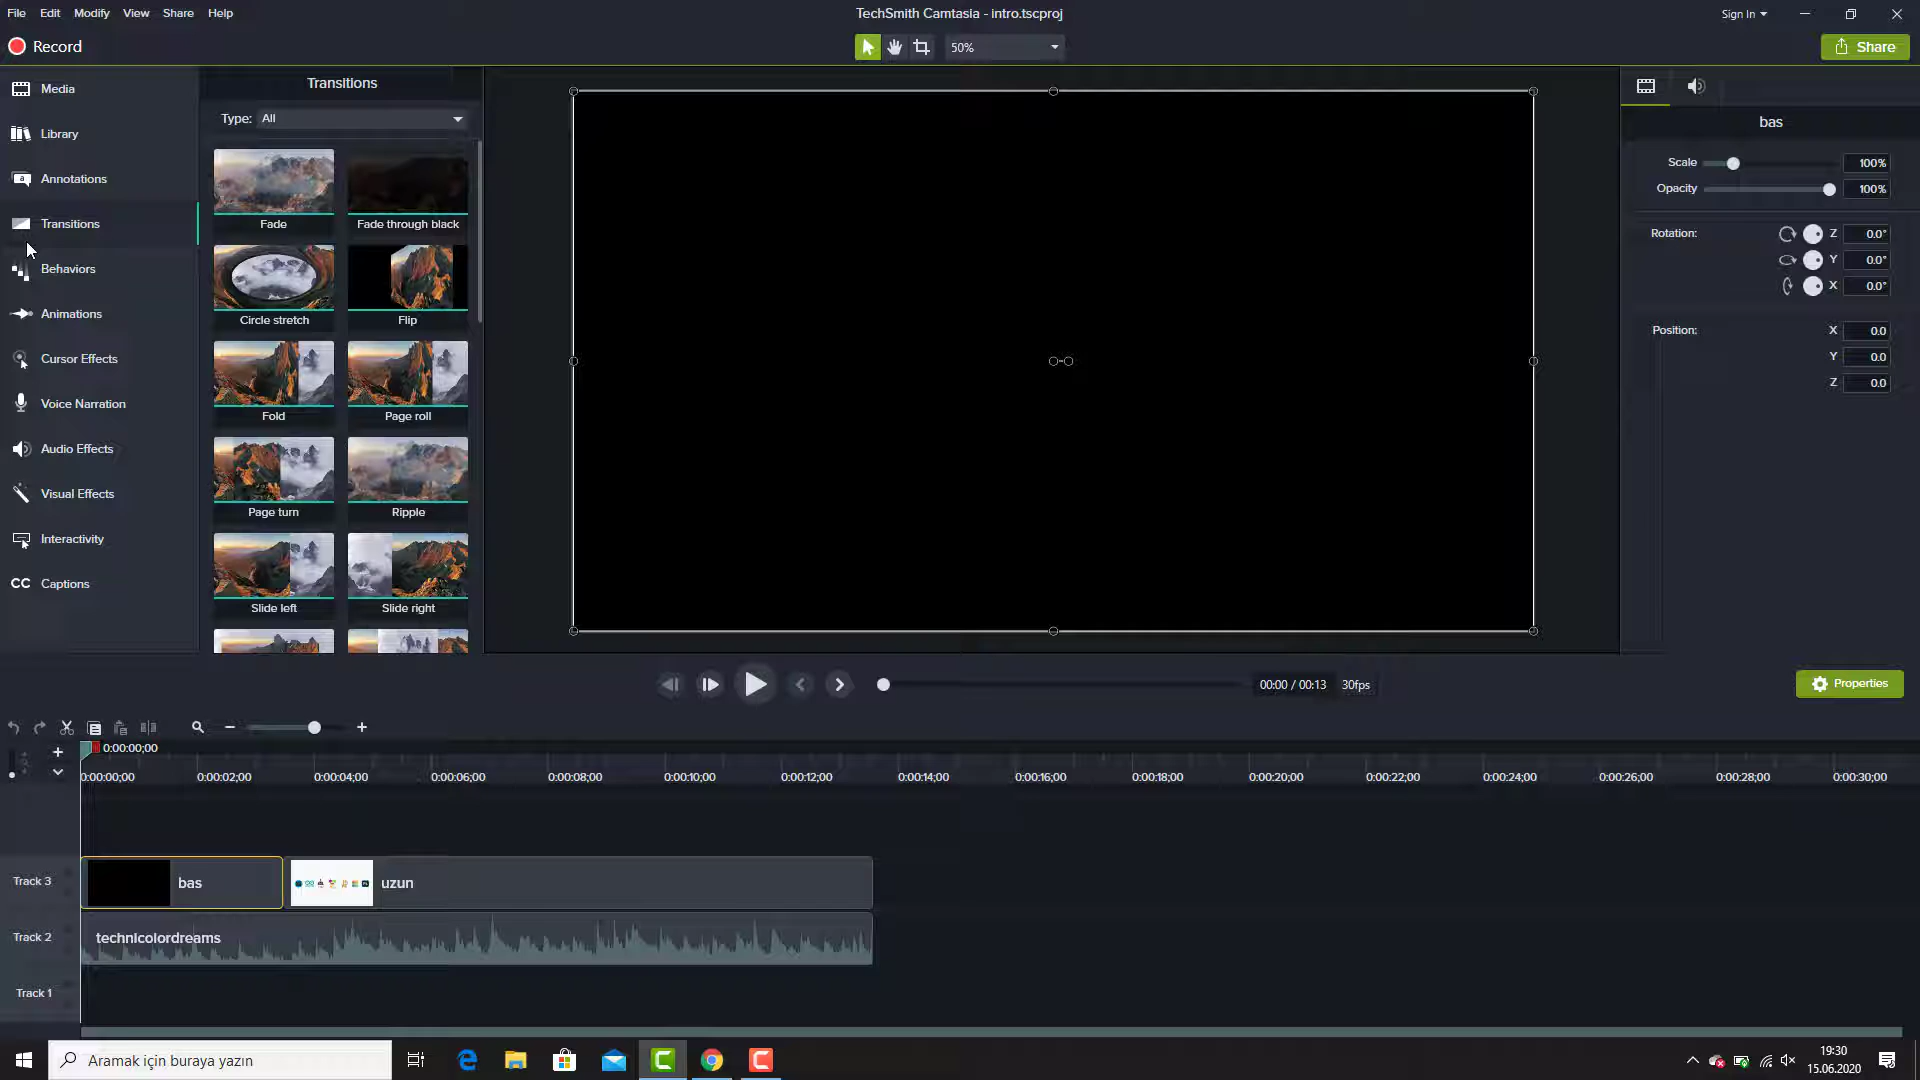 File Edit Modify View Share Help
TechSmith Camtasia - intro.tscproj
Sign In
Record
50%
Share
Media
Library
Annotations
Transitions
Behaviors
Animations
Cursor Effects
Voice Narration
Audio Effects
Visual Effects
Interactivity
CC Captions
Transitions
Type: All
Fade
Fade through black
Circle stretch
Flip
Fold
Page roll
Page turn
Ripple
Slide left
Slide right
bas
Scale 100%
Opacity 100%
Rotation: Z 0.0°
Y 0.0°
X 0.0°
Position: X 0.0
Y 0.0
Z 0.0
00:00 / 00:13 30fps
Properties
0:00:00;00
0:00:00;00 0:00:02;00 0:00:04;00 0:00:06;00 0:00:08;00 0:00:10;00 0:00:12;00 0:00:14;00 0:00:16;00 0:00:18;00 0:00:20;00 0:00:22;00 0:00:24;00 0:00:26;00 0:00:28;00 0:00:30;00
Track 3 bas uzun
Track 2 technicolordreams
Track 1
Aramak için buraya yazın
19:30
15.06.2020